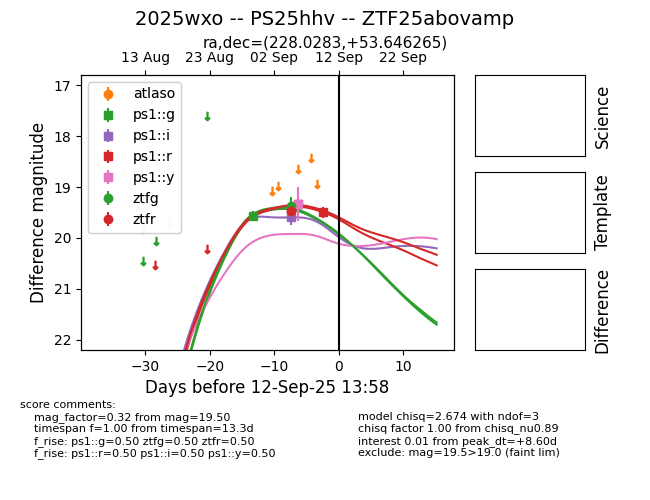 2025wxo -- PS25hhv -- ZTF25abovamp
ra,dec=(228.0283,+53.646265)
13 Aug 23 Aug 02 Sep 12 Sep 22 Sep
17
18
19
20
21
22
Difference magnitude
atlaso
ps1::g
ps1::i
ps1::r
ps1::y
ztfg
ztfr
−30 −20 −10 0 10
Days before 12-Sep-25 13:58
Science
Template
Difference
score comments:
mag_factor=0.32 from mag=19.50
timespan f=1.00 from timespan=13.3d
f_rise: ps1::g=0.50 ztfg=0.50 ztfr=0.50
f_rise: ps1::r=0.50 ps1::i=0.50 ps1::y=0.50
model chisq=2.674 with ndof=3
chisq factor 1.00 from chisq_nu0.89
interest 0.01 from peak_dt=+8.60d
exclude: mag=19.5>19.0 (faint lim)